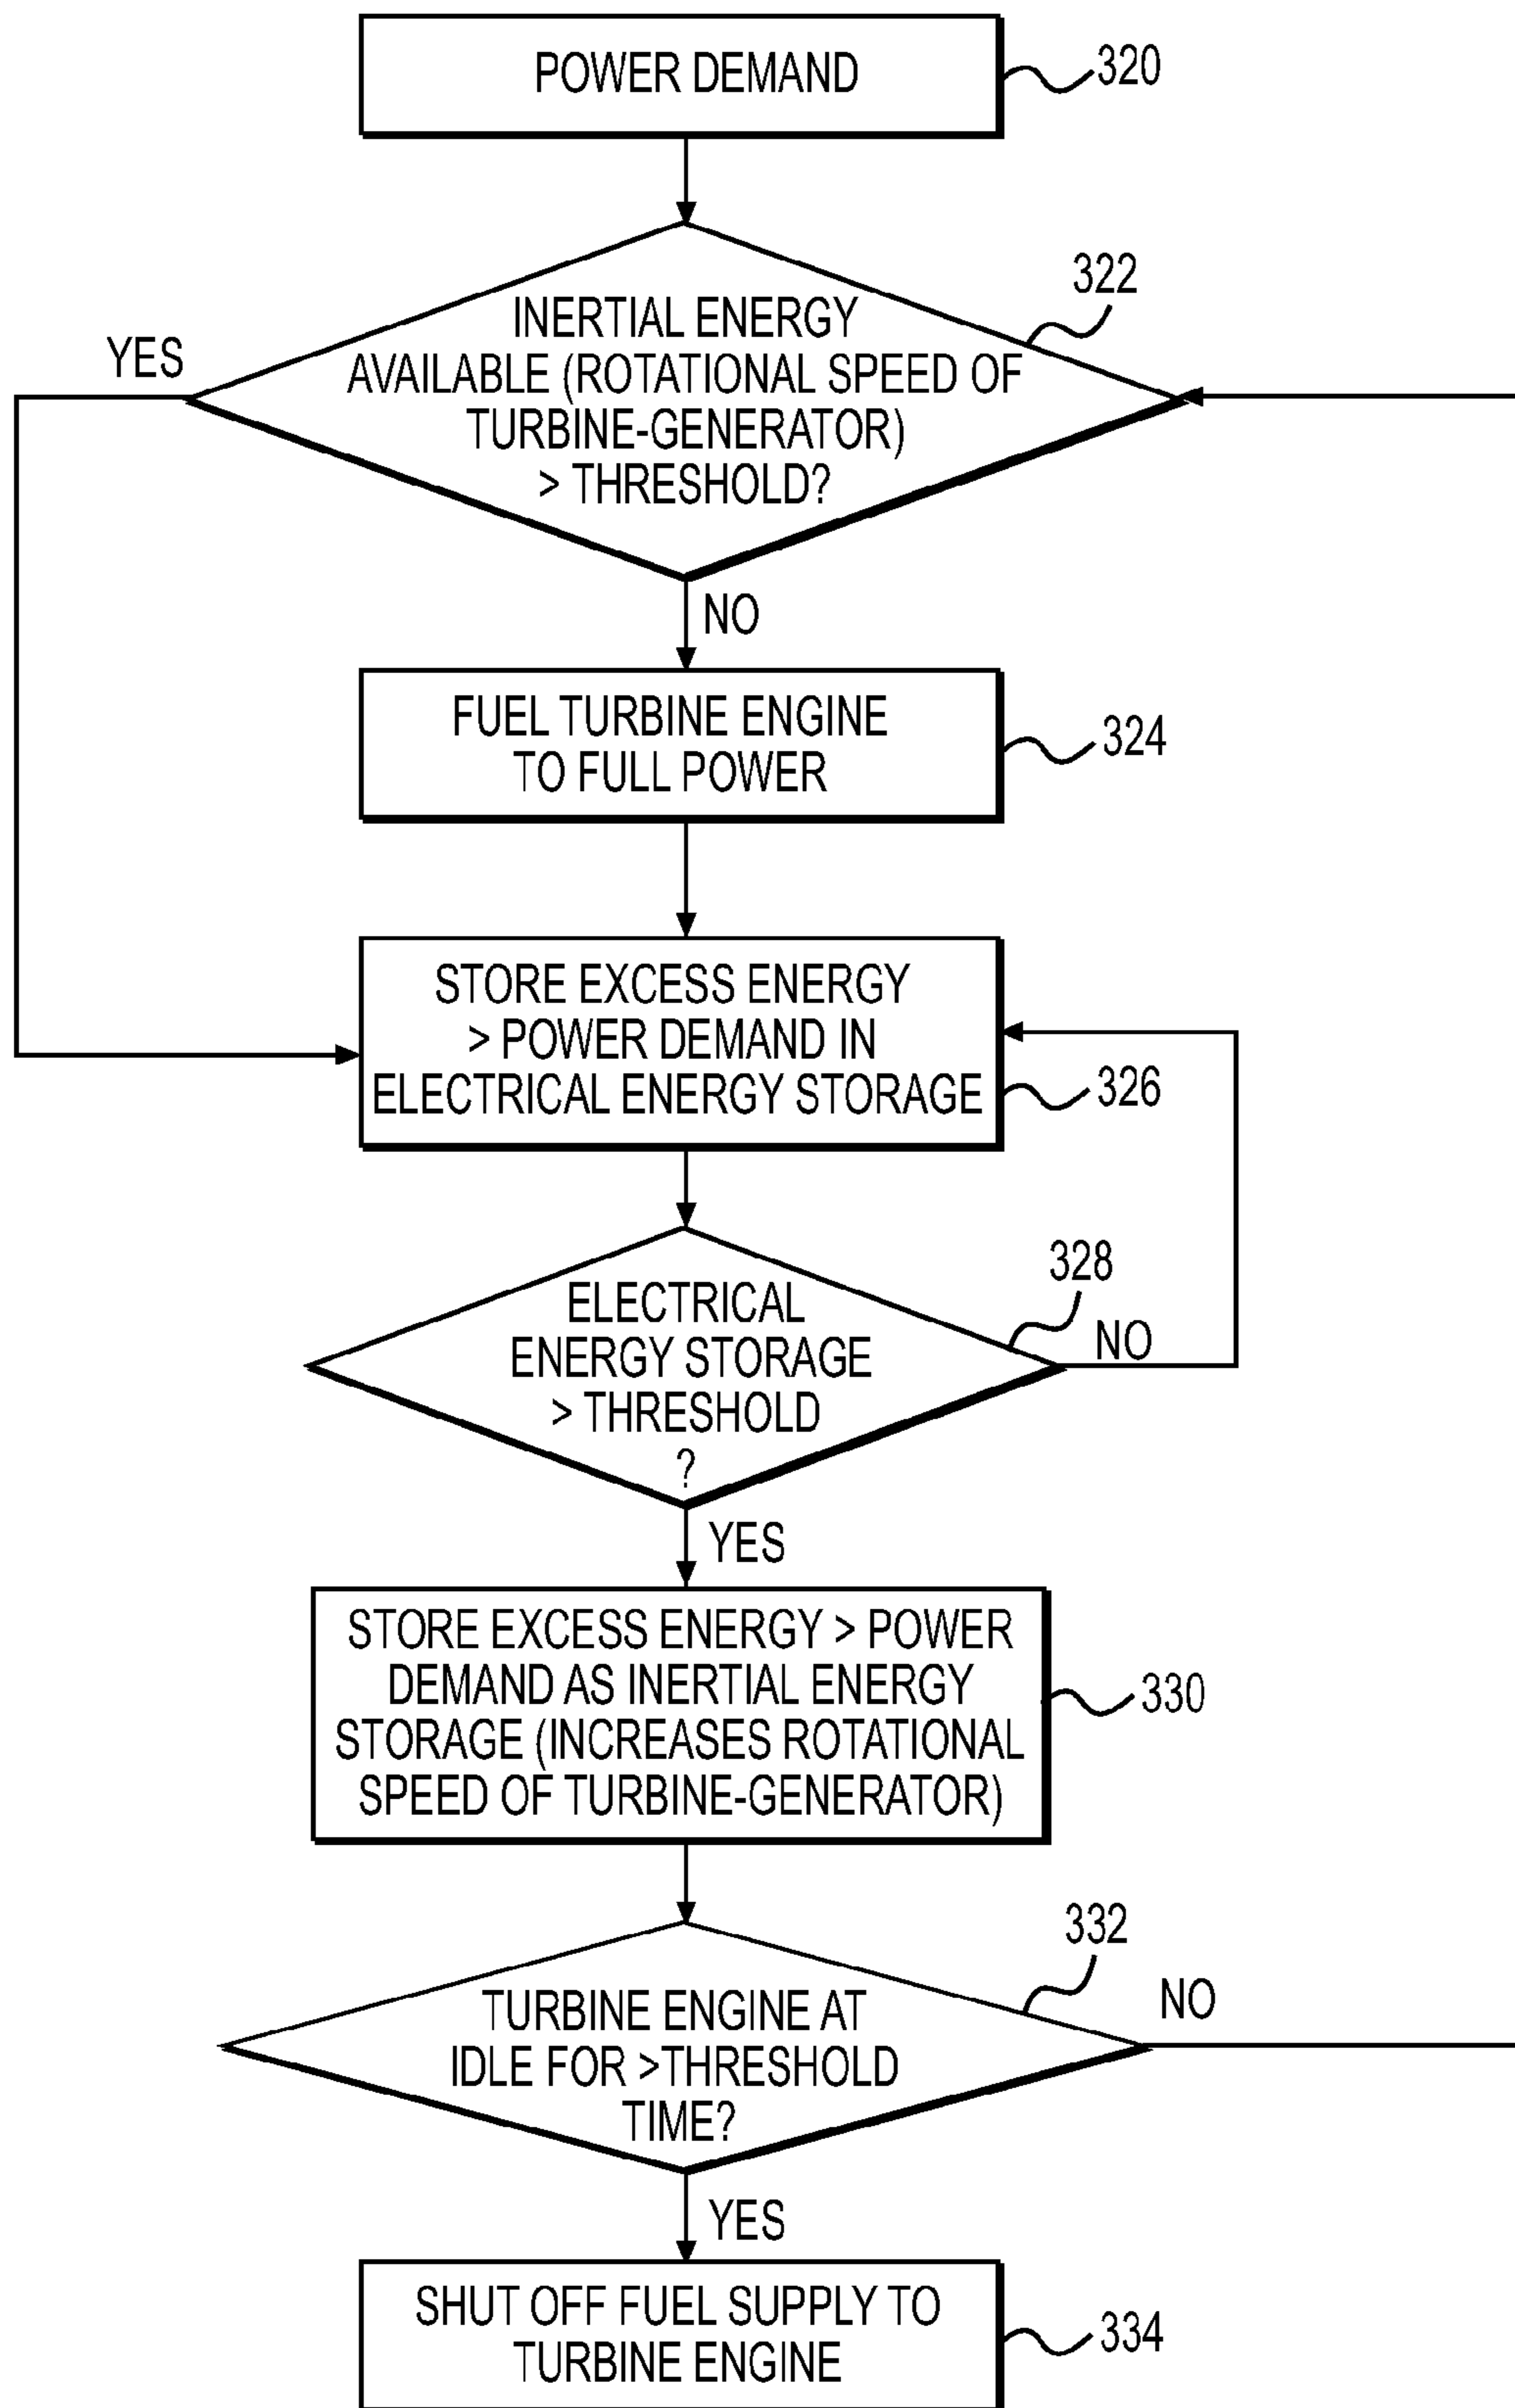 POWER DEMAND
320
322
INERTIAL ENERGY
AVAILABLE (ROTATIONAL SPEED OF
TURBINE-GENERATOR)
> THRESHOLD?
YES
NO
FUEL TURBINE ENGINE
TO FULL POWER
324
STORE EXCESS ENERGY
> POWER DEMAND IN
ELECTRICAL ENERGY STORAGE
326
328
ELECTRICAL
ENERGY STORAGE
> THRESHOLD
?
NO
YES
STORE EXCESS ENERGY > POWER
DEMAND AS INERTIAL ENERGY
STORAGE (INCREASES ROTATIONAL
SPEED OF TURBINE-GENERATOR)
330
332
TURBINE ENGINE AT
IDLE FOR >THRESHOLD
TIME?
NO
YES
SHUT OFF FUEL SUPPLY TO
TURBINE ENGINE
334